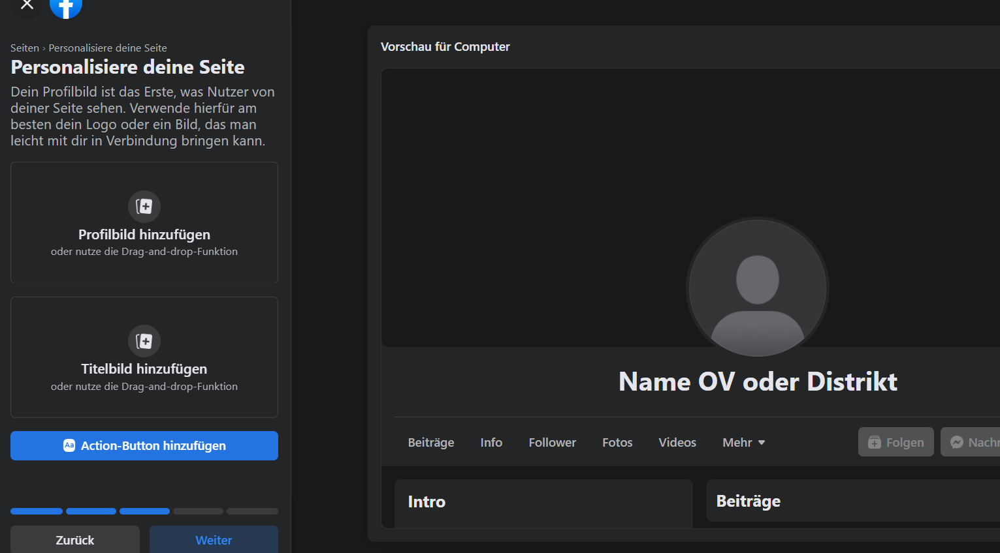 Seiten › Personalisiere deine Seite
Personalisiere deine Seite
Dein Profilbild ist das Erste, was Nutzer von
deiner Seite sehen. Verwende hierfür am
besten dein Logo oder ein Bild, das man
leicht mit dir in Verbindung bringen kann.
Profilbild hinzufügen
oder nutze die Drag-and-drop-Funktion
Titelbild hinzufügen
oder nutze die Drag-and-drop-Funktion
Aa Action-Button hinzufügen
Zurück
Weiter
Vorschau für Computer
Name OV oder Distrikt
Beiträge
Info
Follower
Fotos
Videos
Mehr
Folgen
Intro
Beiträge